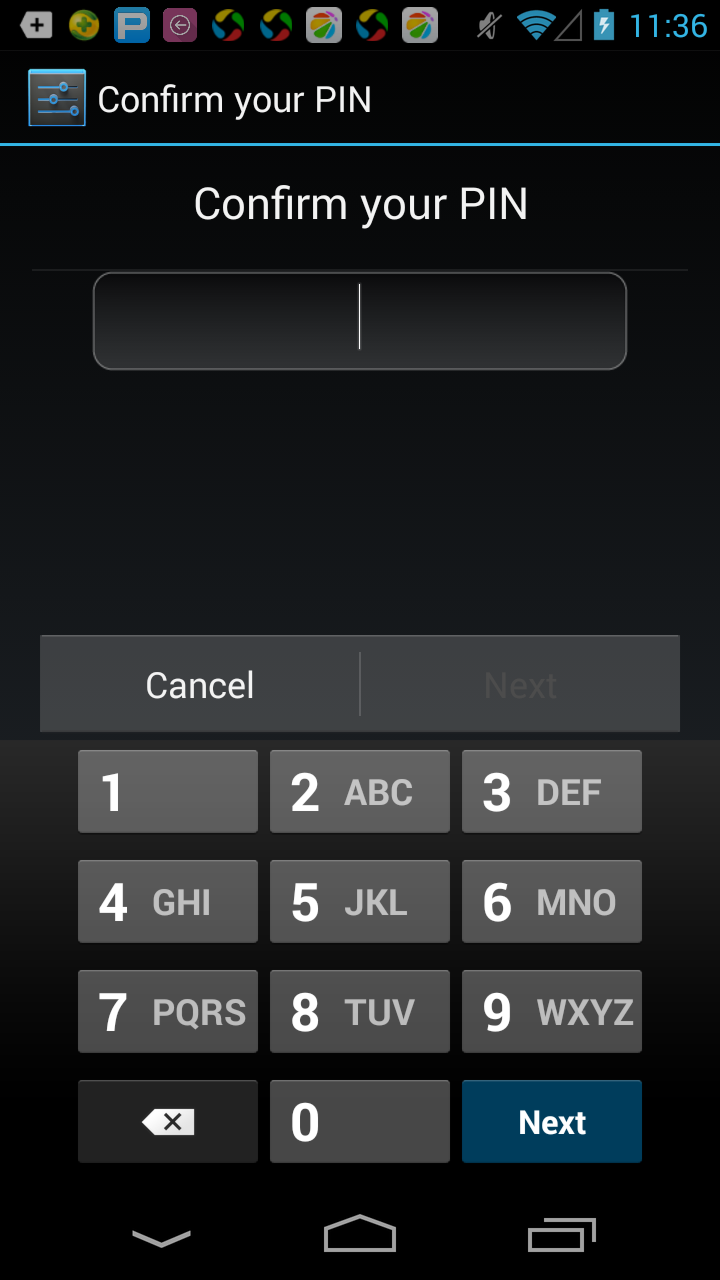 11:36
Confirm your PIN
Confirm your PIN
Cancel Next
1 2 ABC 3 DEF
4 GHI 5 JKL 6 MNO
7 PQRS 8 TUV 9 WXYZ
0 Next